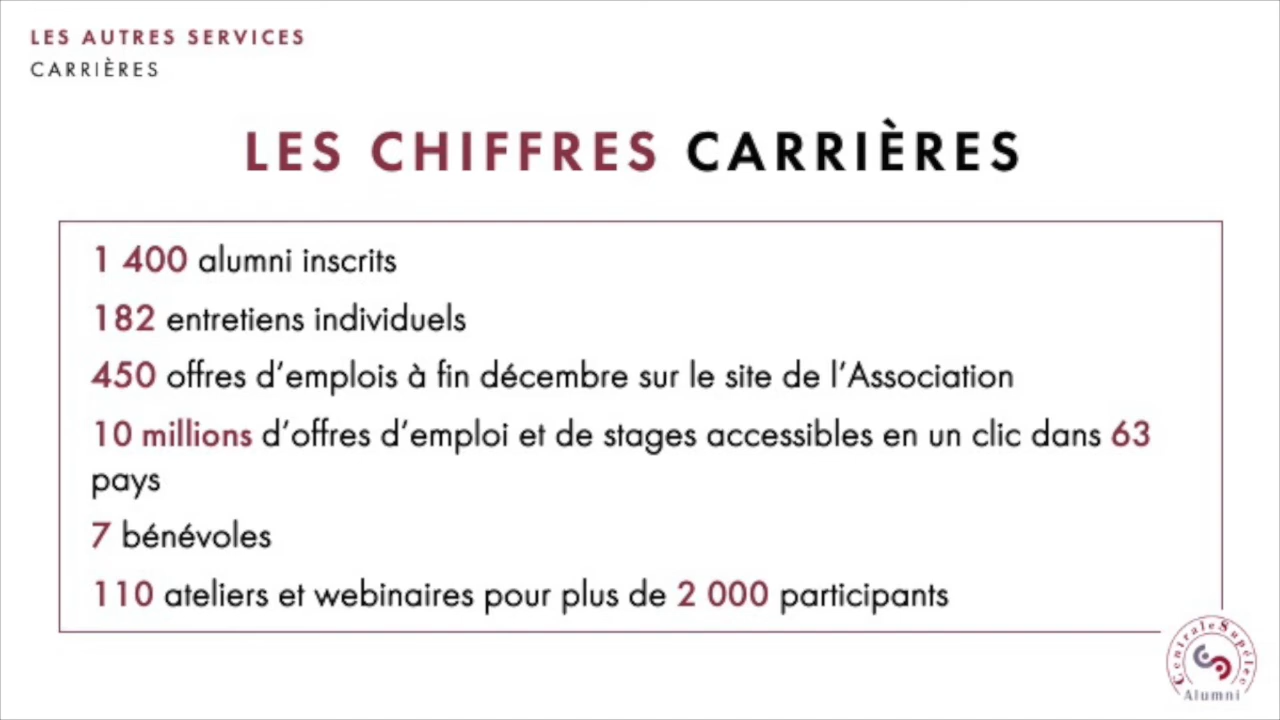 LES AUTRES SERVICES
CARRIÈRES
LES CHIFFRES CARRIÈRES
1 400 alumni inscrits
182 entretiens individuels
450 offres d’emplois à fin décembre sur le site de l’Association
10 millions d’offres d’emploi et de stages accessibles en un clic dans 63
pays
7 bénévoles
110 ateliers et webinaires pour plus de 2 000 participants
CentraleSupélec
Alumni